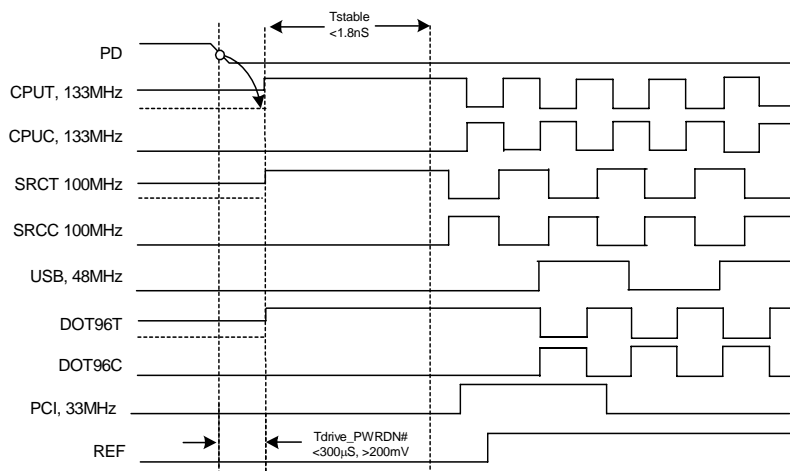 Tstable
<1.8nS
PD
CPUT, 133MHz
CPUC, 133MHz
SRCT 100MHz
SRCC 100MHz
USB, 48MHz
DOT96T
DOT96C
PCI, 33MHz
Tdrive_PWRDN#
<300µS, >200mV
REF